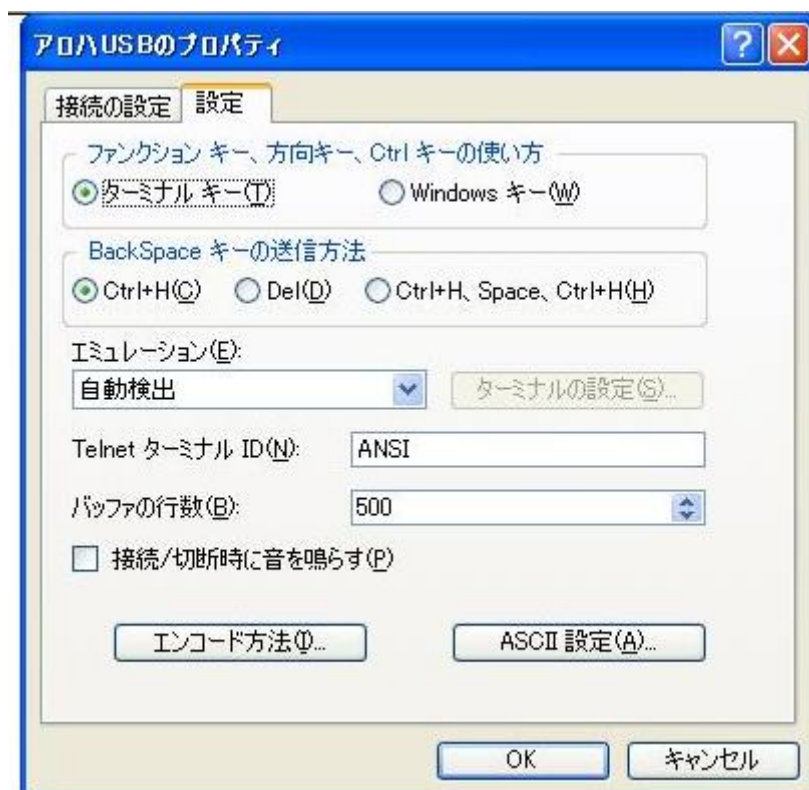 アロハUSBのプロパティ
接続の設定 設定
ファンクション キー、方向キー、Ctrl キーの使い方
ターミナル キー(T) Windows キー(W)
BackSpace キーの送信方法
Ctrl+H(C) Del(D) Ctrl+H、Space、Ctrl+H(H)
エミュレーション(E):
自動検出 ターミナルの設定(S)...
Telnet ターミナル ID(N): ANSI
バッファの行数(B): 500
接続/切断時に音を鳴らす(P)
エンコード方法(I)... ASCII 設定(A)...
OK キャンセル